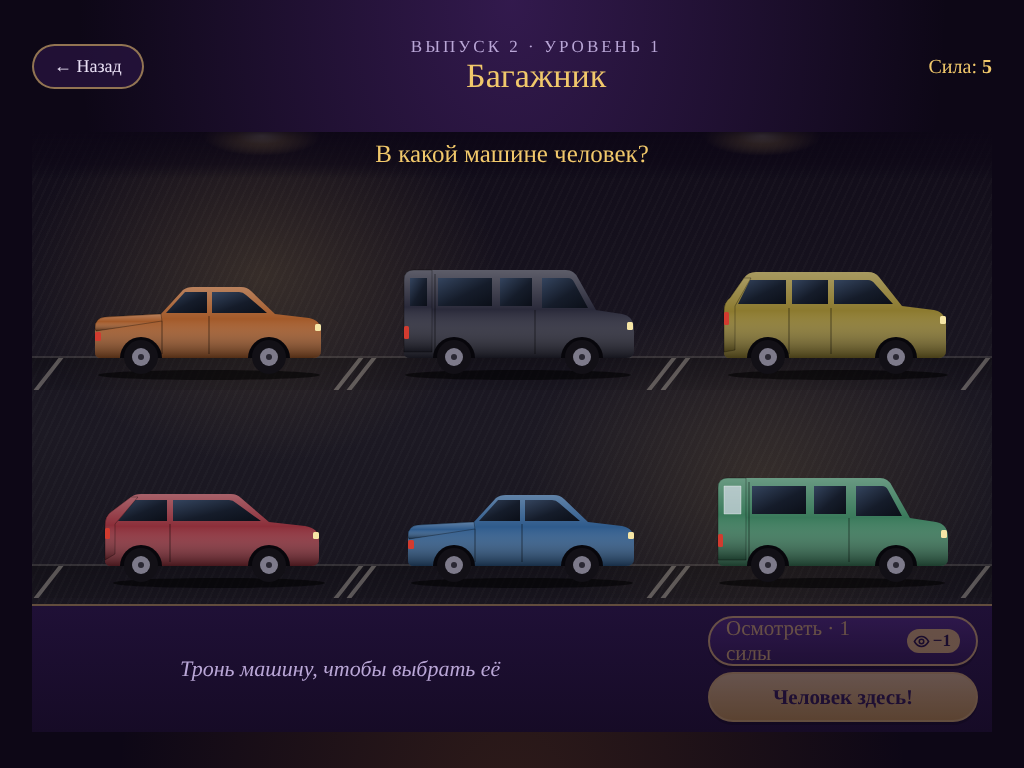 ← Назад
ВЫПУСК 2 · УРОВЕНЬ 1
Багажник
Сила: 5
В какой машине человек?
Тронь машину, чтобы выбрать её
Осмотреть · 1
силы
−1
Человек здесь!